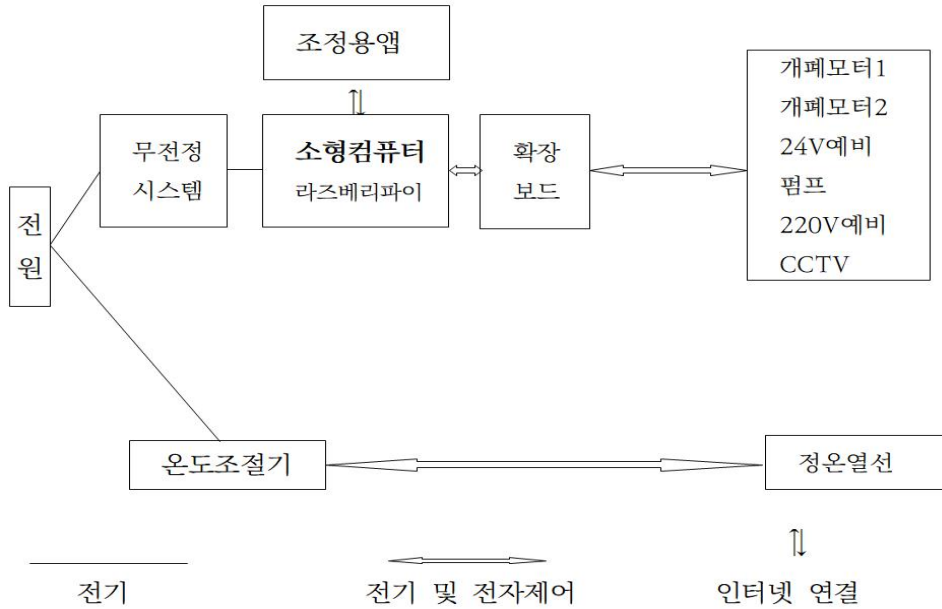 조정용앱
무전정
시스템
소형컴퓨터
라즈베리파이
확장
보드
개폐모터1
개폐모터2
24V예비
펌프
220V예비
CCTV
전
원
온도조절기
정온열선
전기
전기 및 전자제어
인터넷 연결